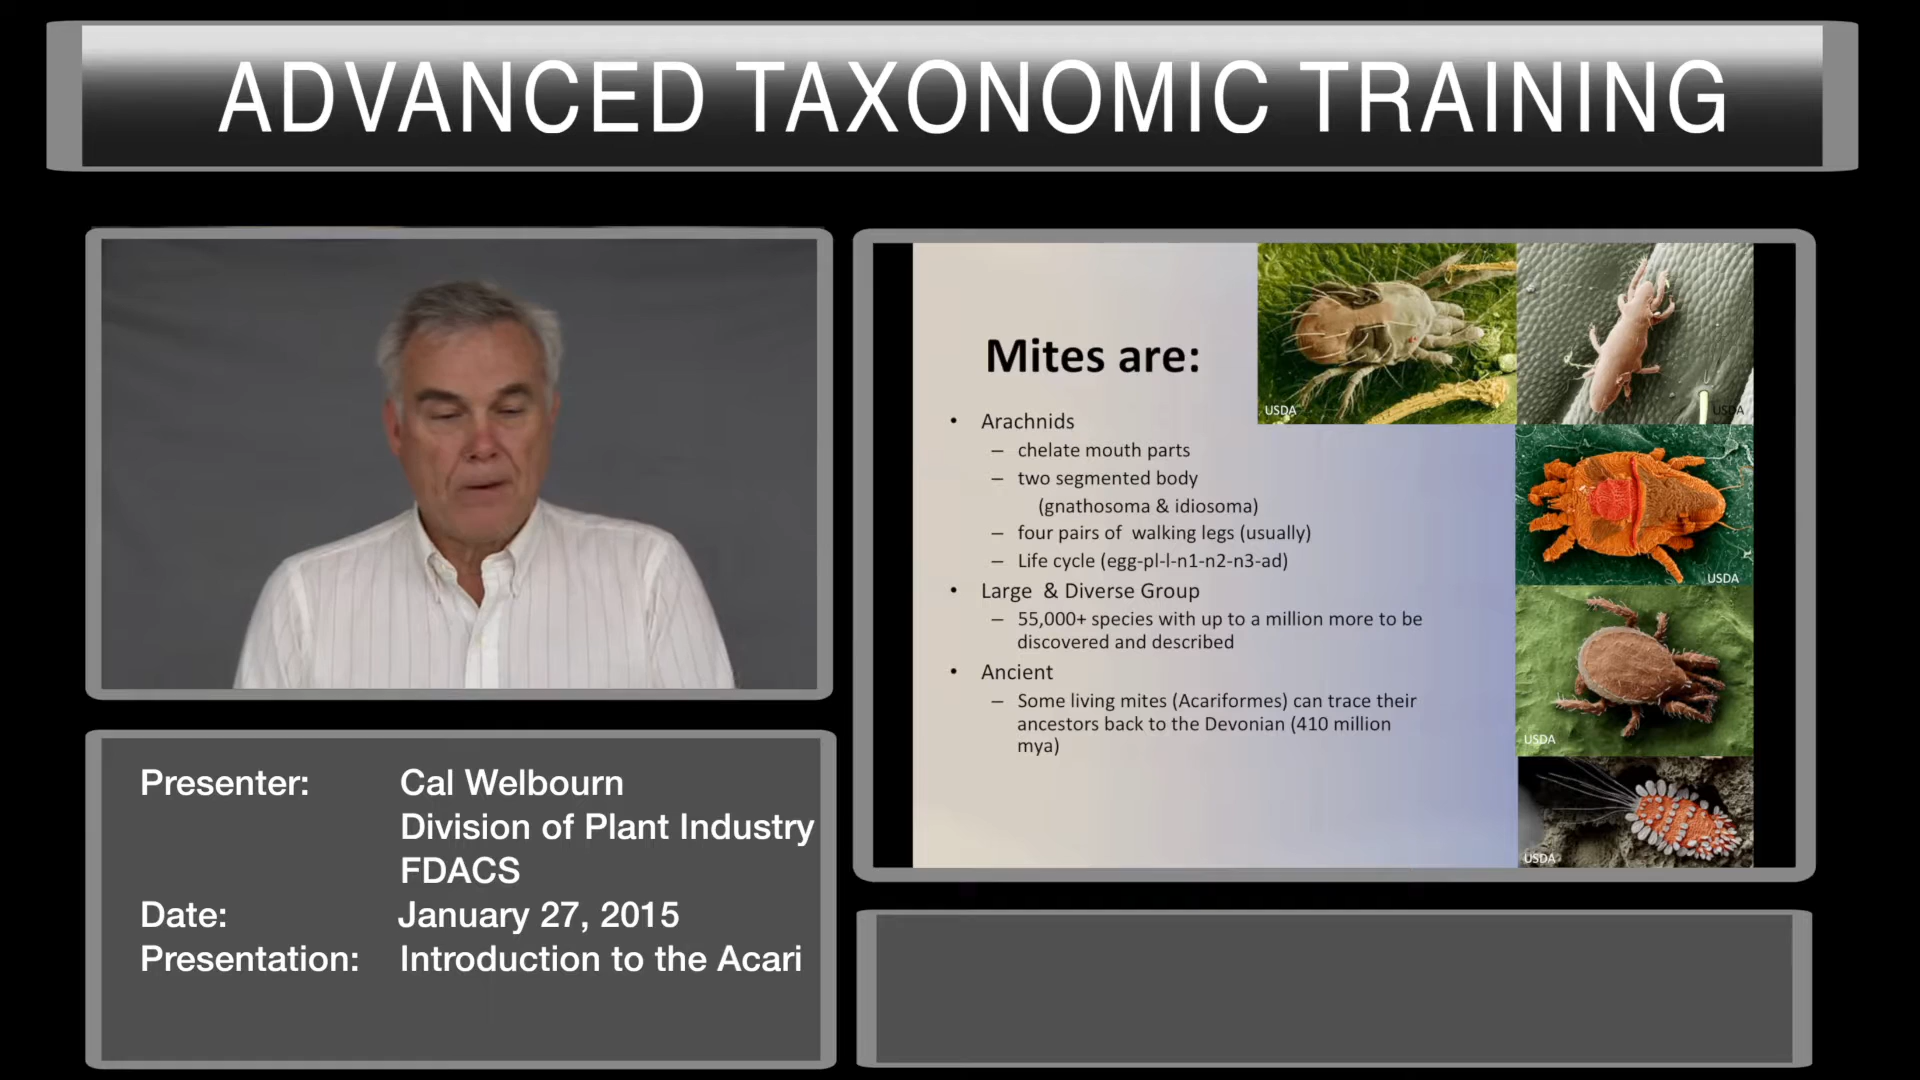 ADVANCED TAXONOMIC TRAINING
Mites are:
• Arachnids
– chelate mouth parts
– two segmented body
(gnathosoma & idiosoma)
– four pairs of walking legs (usually)
– Life cycle (egg-pl-l-n1-n2-n3-ad)
• Large & Diverse Group
– 55,000+ species with up to a million more to be
discovered and described
• Ancient
– Some living mites (Acariformes) can trace their
ancestors back to the Devonian (410 million
mya)
USDA
USDA
USDA
USDA
USDA
Presenter: Cal Welbourn
Division of Plant Industry
FDACS
Date: January 27, 2015
Presentation: Introduction to the Acari